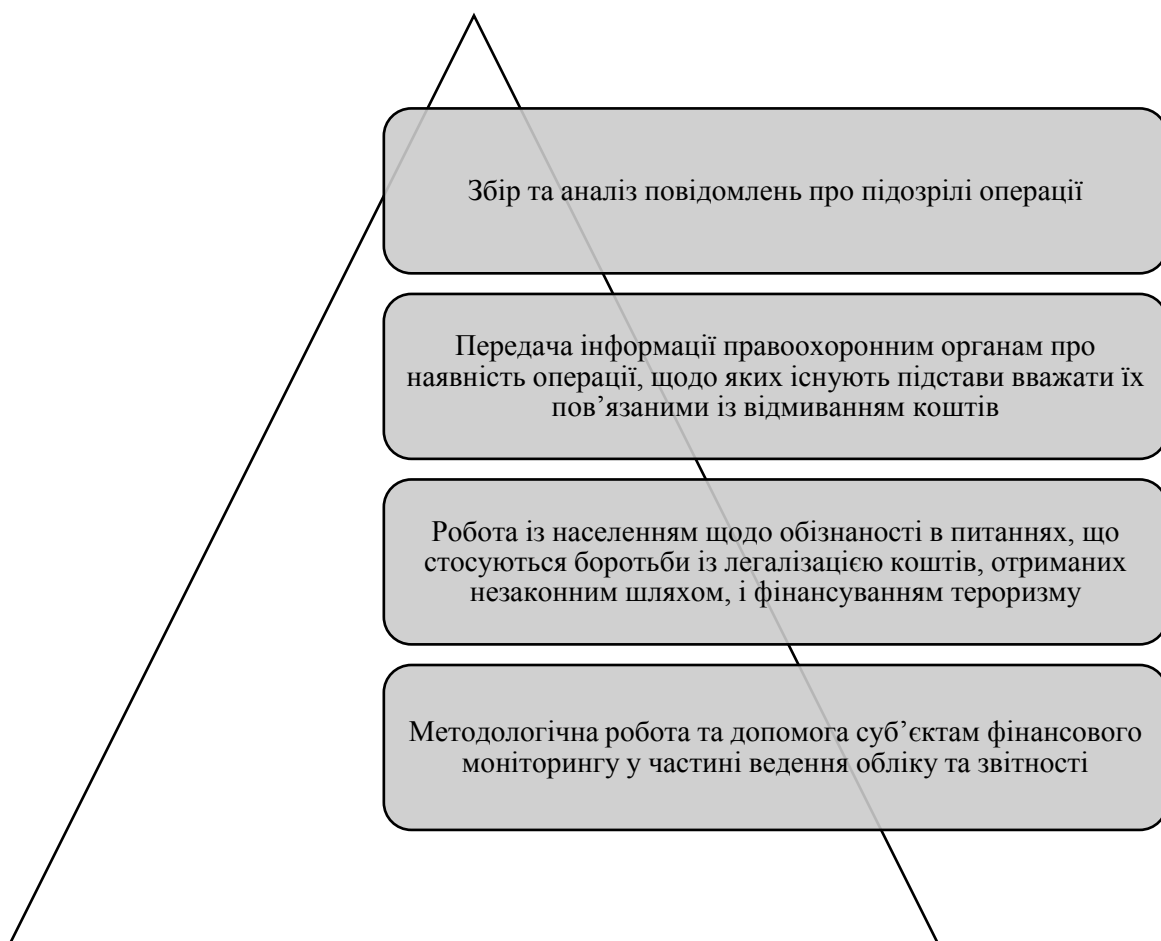 Збір та аналіз повідомлень про підозрілі операції
Передача інформації правоохоронним органам про
наявність операції, щодо яких існують підстави вважати їх
пов’язаними із відмиванням коштів
Робота із населенням щодо обізнаності в питаннях, що
стосуються боротьби із легалізацією коштів, отриманих
незаконним шляхом, і фінансуванням тероризму
Методологічна робота та допомога суб’єктам фінансового
моніторингу у частині ведення обліку та звітності